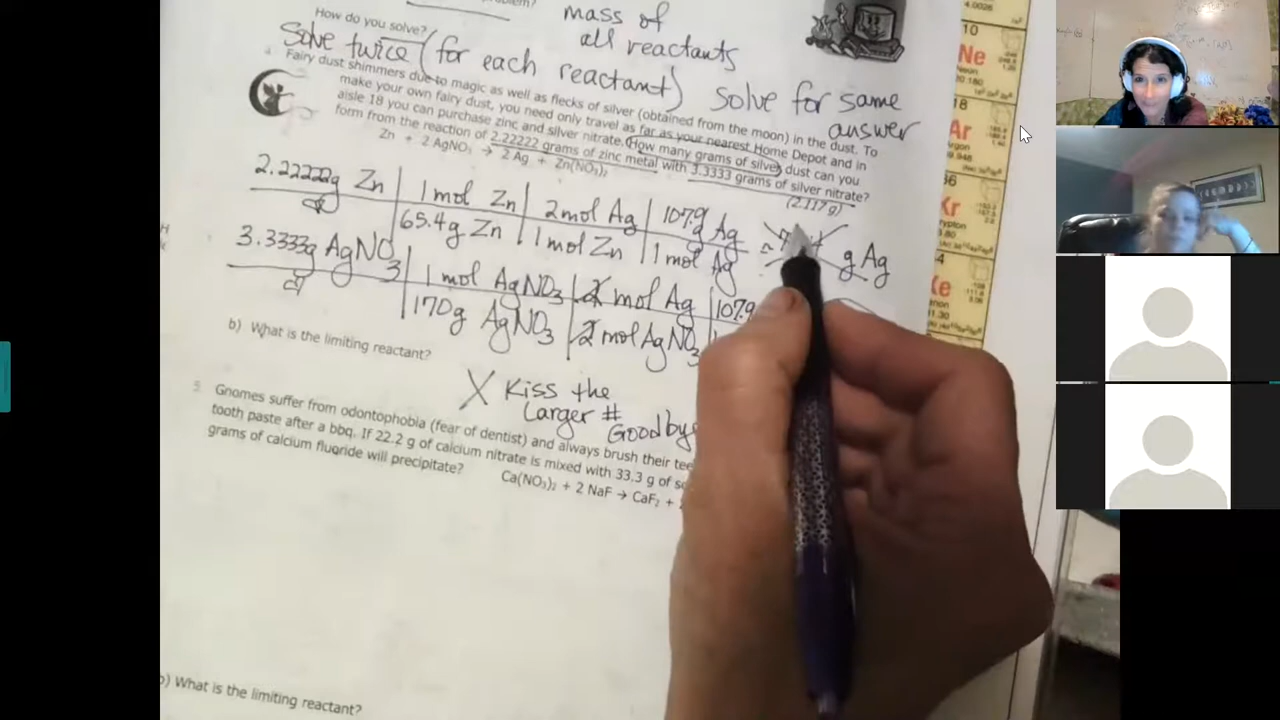 How do you solve?
mass of
all reactants
Solve twice (for each reactant) Solve for same
answer
Fairy dust shimmers due to magic as well as flecks of silver (obtained from the moon) in the dust. To
make your own fairy dust, you need only travel as far as your nearest Home Depot and in
aisle 18 you can purchase zinc and silver nitrate. How many grams of silver dust can you
form from the reaction of 2.22222 grams of zinc metal with 3.3333 grams of silver nitrate?
Zn + 2 AgNO₃ → 2 Ag + Zn(NO₃)₂
(2.117g)
2.22222g Zn | 1 mol Zn | 2 mol Ag | 107.9g Ag
65.4g Zn | 1 mol Zn | 1 mol Ag
g Ag
3.3333g AgNO3 | 1 mol AgNO3 | 2 mol Ag | 107.9
170g AgNO3 | 2 mol AgNO3
b) What is the limiting reactant?
X Kiss the
Larger #
Goodbye
5. Gnomes suffer from odontophobia (fear of dentist) and always brush their
tooth paste after a bbq. If 22.2 g of calcium nitrate is mixed with 33.3 g of
grams of calcium fluoride will precipitate?
Ca(NO₃)₂ + 2 NaF → CaF₂ +
b) What is the limiting reactant?
10
Ne
18
Ar
Kr